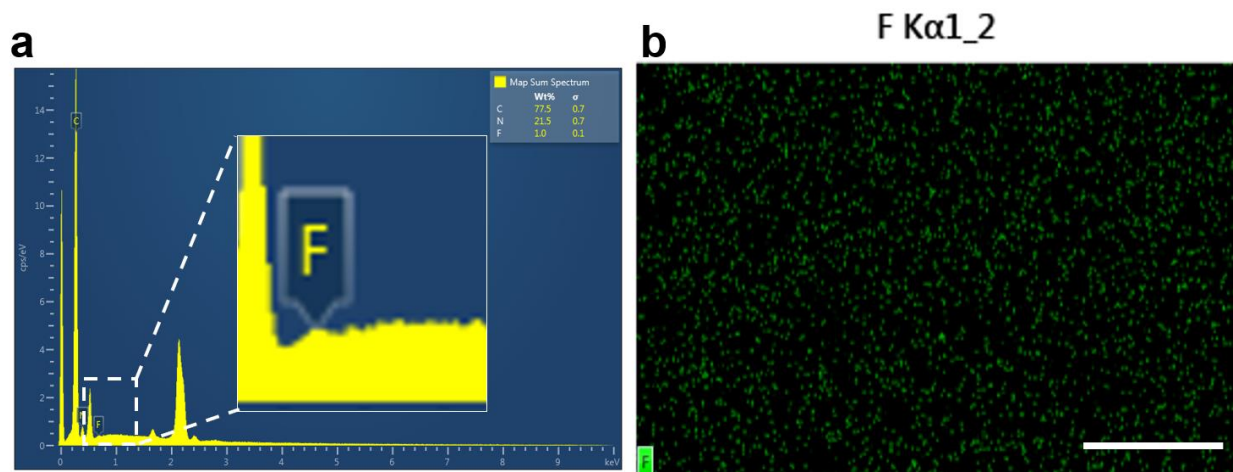 a
Map Sum Spectrum
Wt% σ
C 77.5 0.7
N 21.5 0.7
F 1.0 0.1
cps/eV
14
12
10
8
6
4
2
0
C
F
F
0 1 2 3 4 5 6 7 8 9 keV
b
F Kα1_2
F